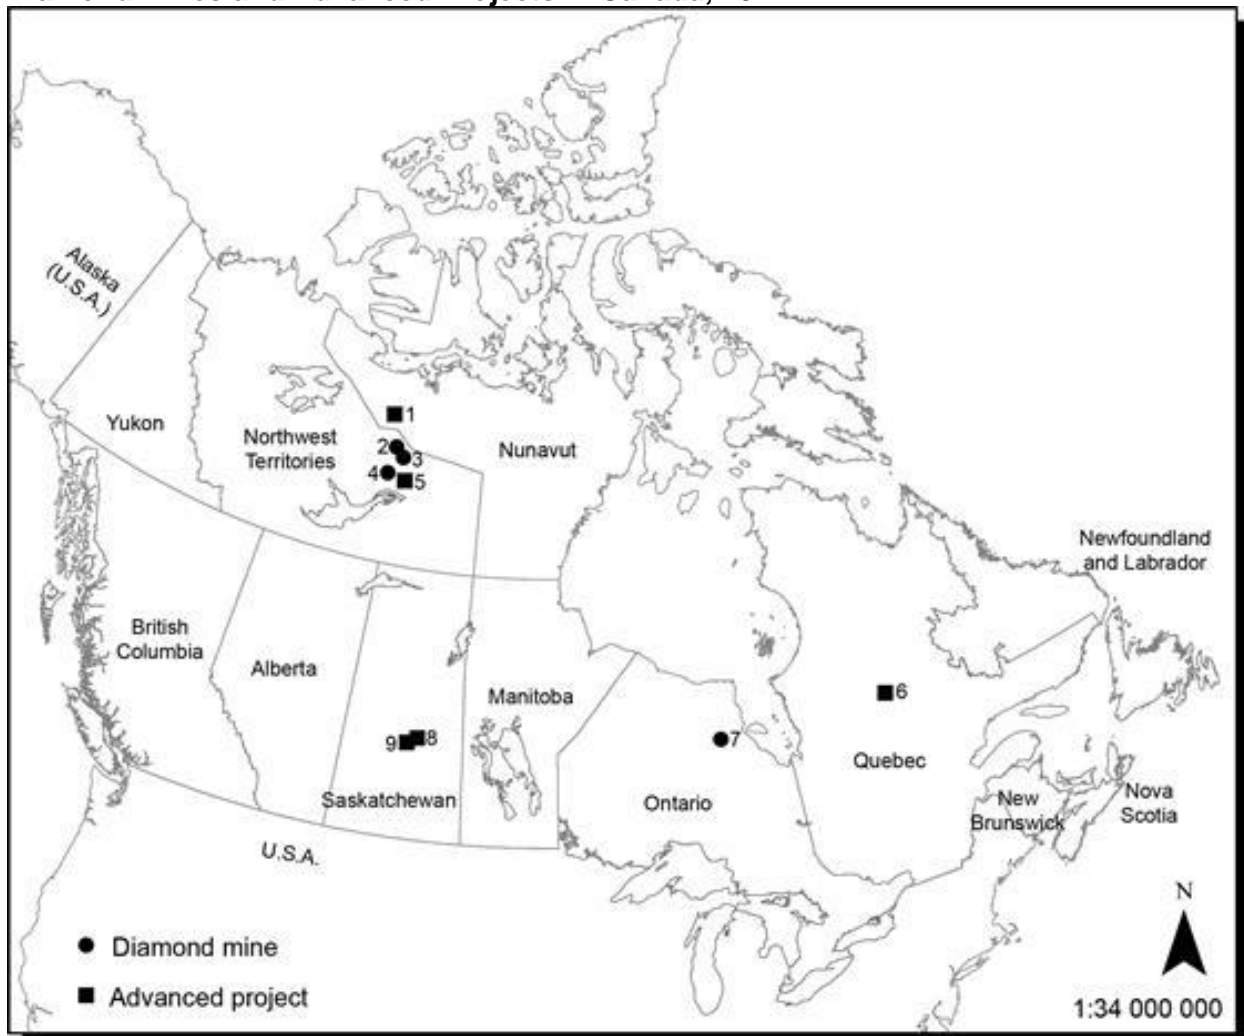 Alaska
(U.S.A.)
Yukon
Northwest
Territories
Nunavut
1
2
3
4
5
Newfoundland
and Labrador
British
Columbia
Alberta
Manitoba
6
9
8
7
Quebec
Saskatchewan
Ontario
New
Brunswick
Nova
Scotia
U.S.A.
N
Diamond mine
Advanced project
1:34 000 000